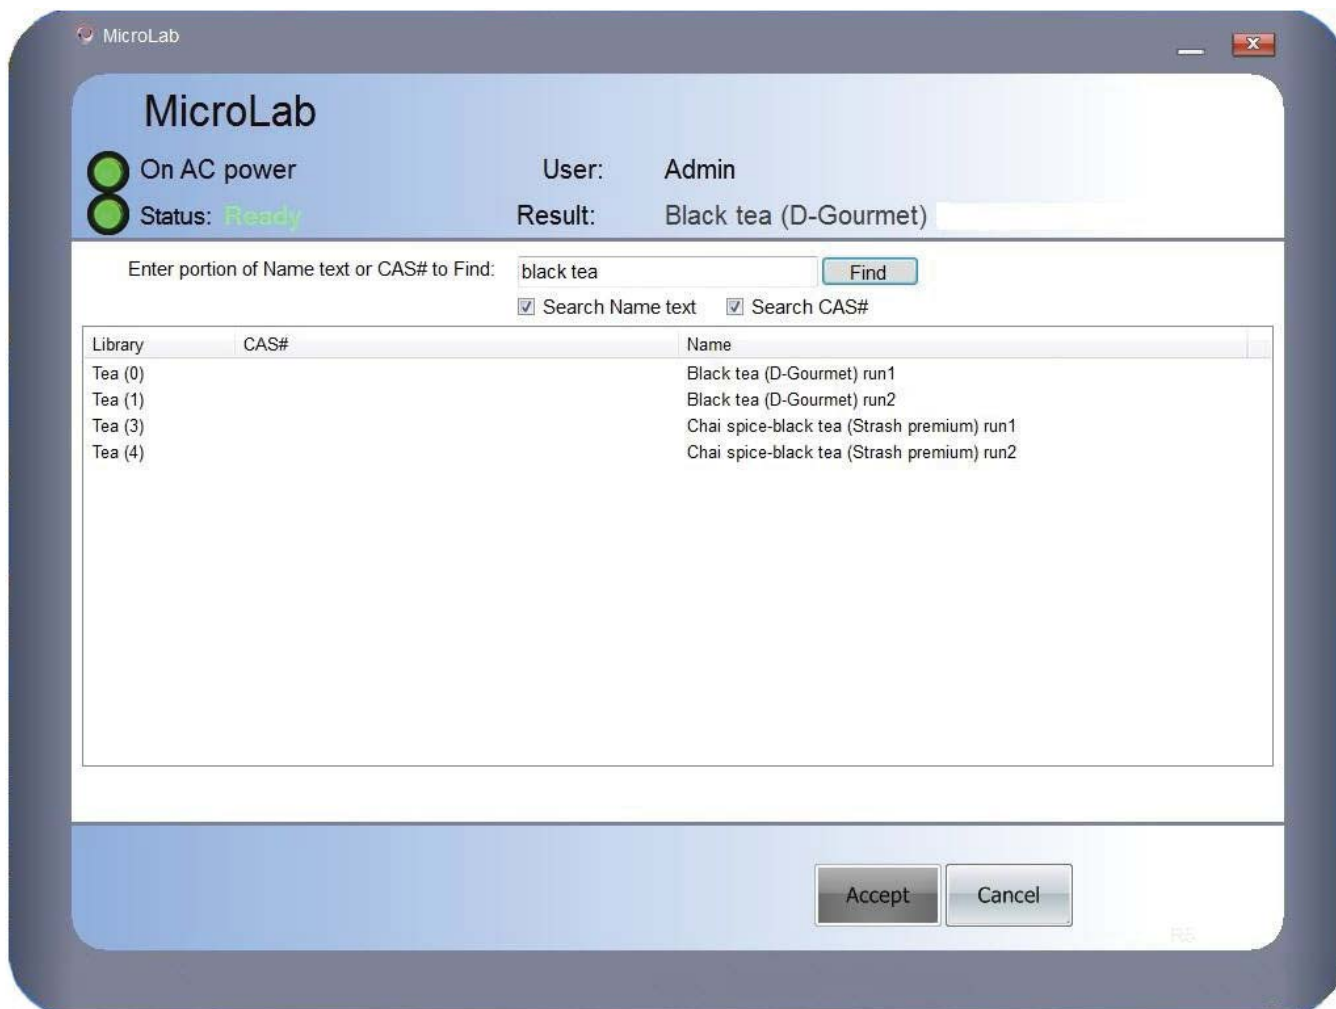 MicroLab
MicroLab
On AC power User: Admin
Status: Ready Result: Black tea (D-Gourmet)
Enter portion of Name text or CAS# to Find: black tea Find
Search Name text Search CAS#
Library CAS# Name
Tea (0) Black tea (D-Gourmet) run1
Tea (1) Black tea (D-Gourmet) run2
Tea (3) Chai spice-black tea (Strash premium) run1
Tea (4) Chai spice-black tea (Strash premium) run2
Accept Cancel